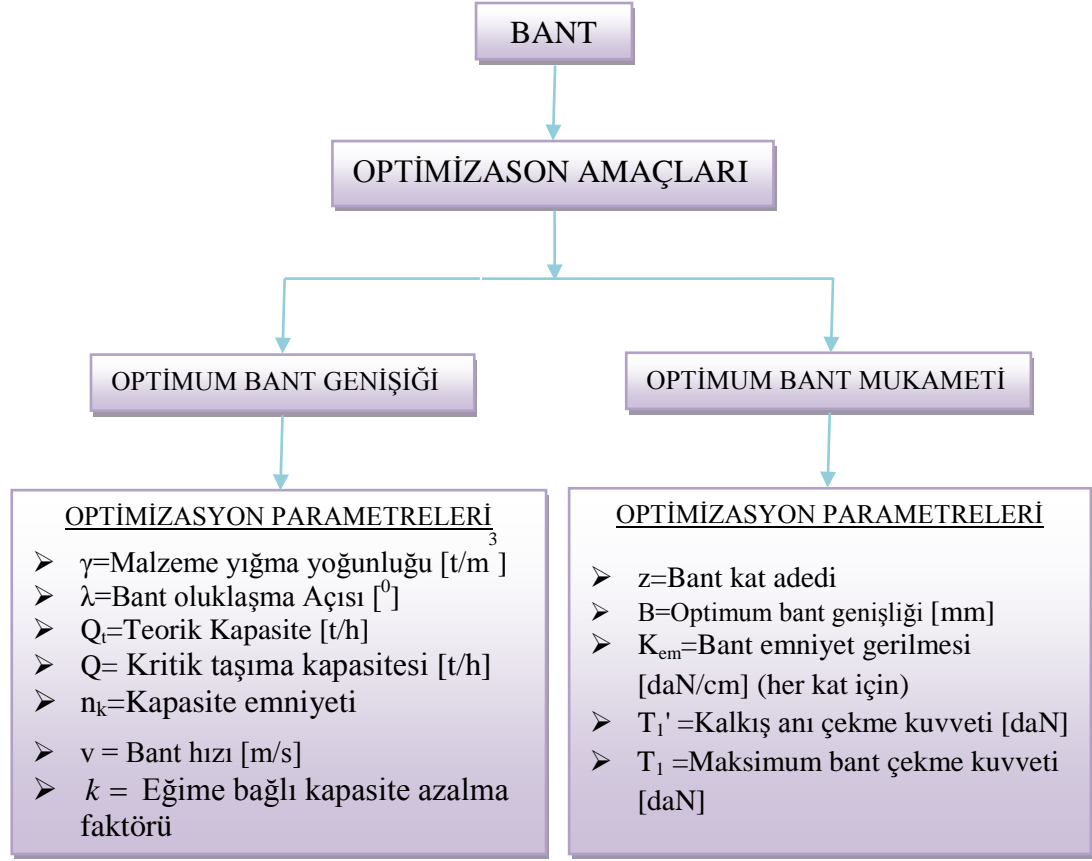 BANT
OPTİMİZASON AMAÇLARI
OPTİMUM BANT GENİŞİĞİ
OPTİMUM BANT MUKAMETİ
OPTİMİZASYON PARAMETRELERİ
➢ γ=Malzeme yığma yoğunluğu [t/m³]
➢ λ=Bant oluklaşma Açısı [⁰]
➢ Qₜ=Teorik Kapasite [t/h]
➢ Q= Kritik taşıma kapasitesi [t/h]
➢ nₖ=Kapasite emniyeti
➢ v = Bant hızı [m/s]
➢ k = Eğime bağlı kapasite azalma
faktörü
OPTİMİZASYON PARAMETRELERİ
➢ z=Bant kat adedi
➢ B=Optimum bant genişliği [mm]
➢ Kₑₘ=Bant emniyet gerilmesi
[daN/cm] (her kat için)
➢ T₁' =Kalkış anı çekme kuvveti [daN]
➢ T₁ =Maksimum bant çekme kuvveti
[daN]